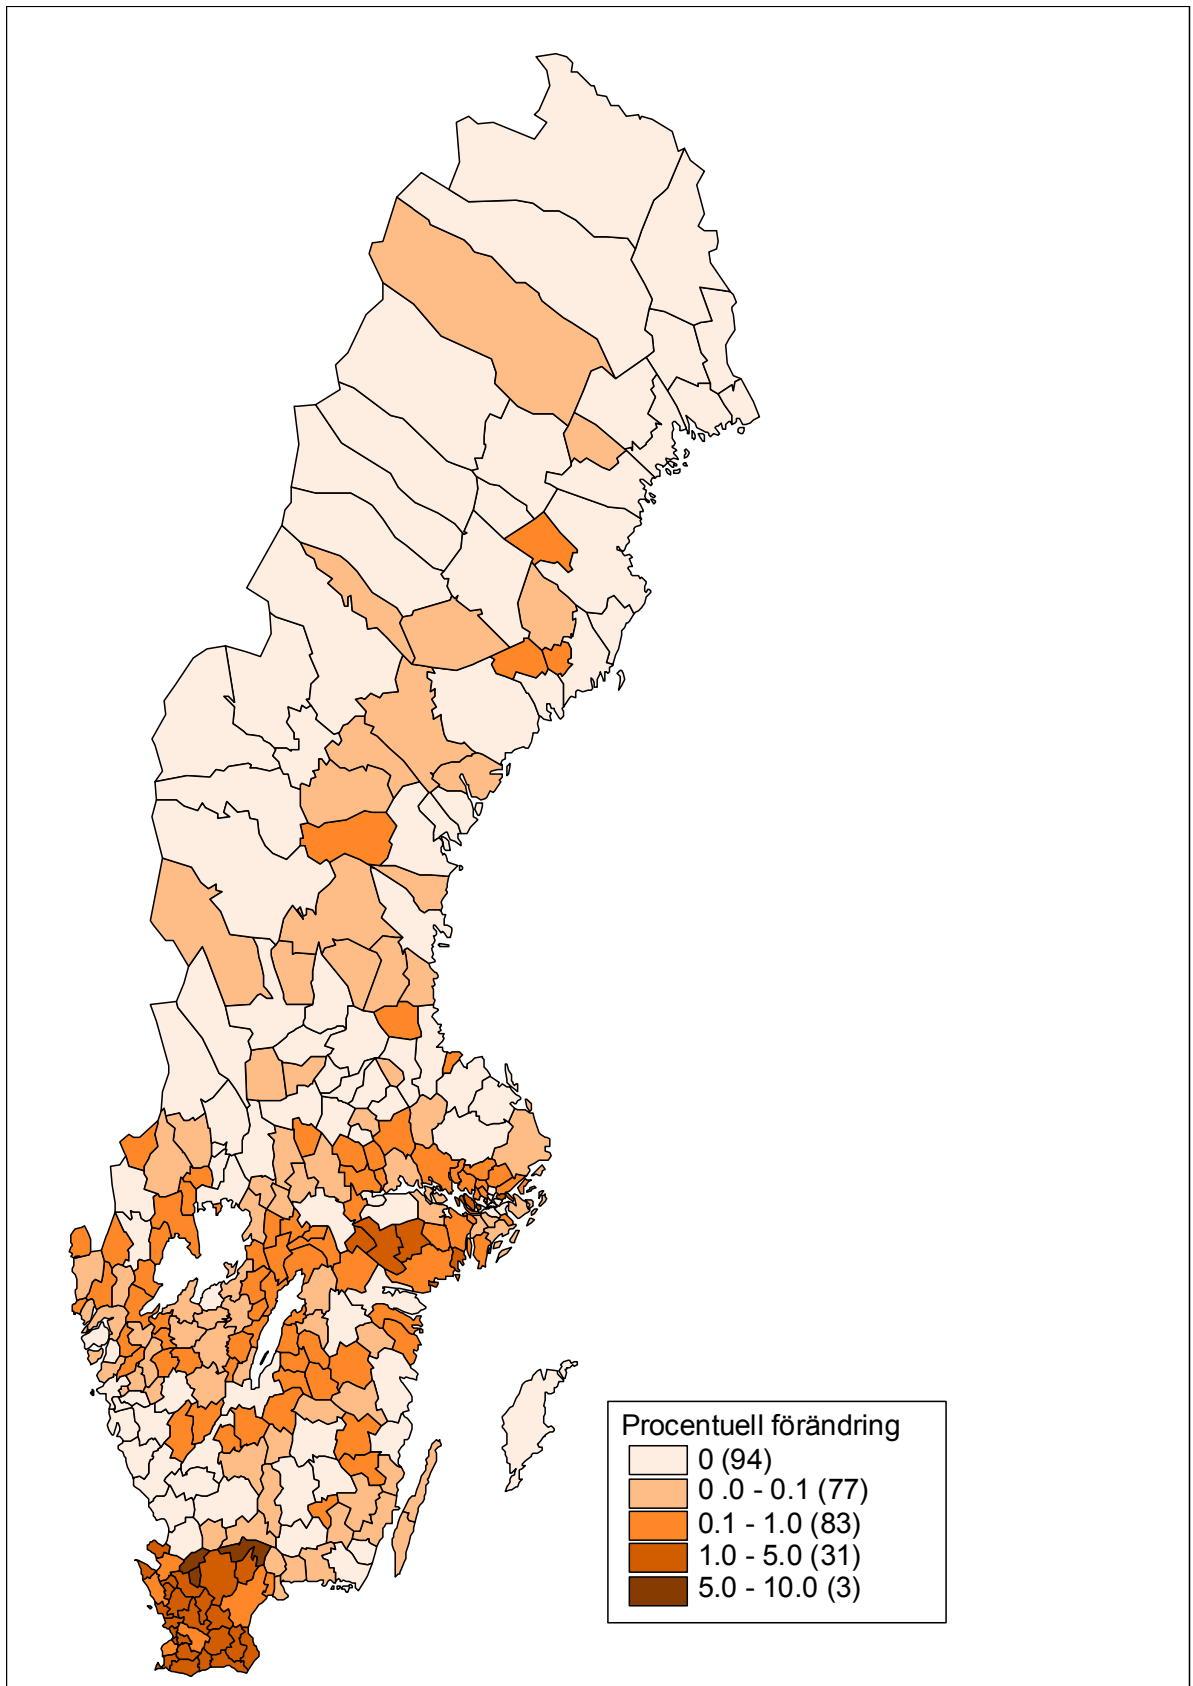 Procentuell förändring
0 (94)
0 .0 - 0.1 (77)
0.1 - 1.0 (83)
1.0 - 5.0 (31)
5.0 - 10.0 (3)